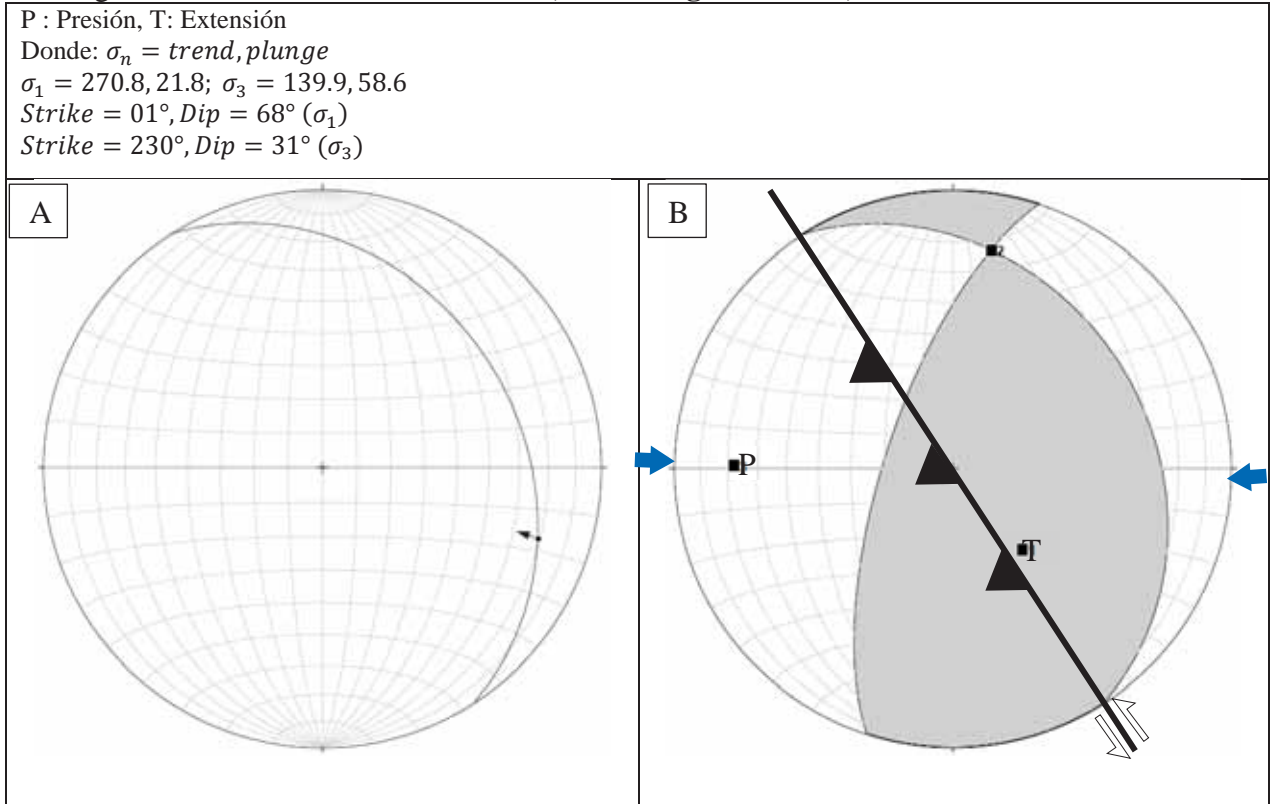 P : Presión, T: Extensión
Donde: σₙ = trend, plunge
σ₁ = 270.8, 21.8; σ₃ = 139.9, 58.6
Strike = 01°, Dip = 68° (σ₁)
Strike = 230°, Dip = 31° (σ₃)
A
B
2
P
T